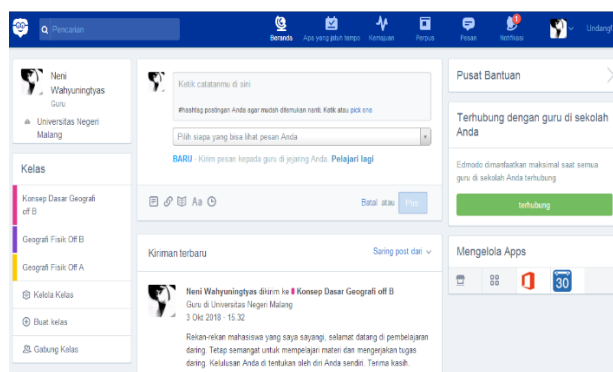 Pencarian
Beranda
Apa yang jatuh tempo
Kemajuan
Perpus
Pesan
Notifikasi
Undang!
Neni
Wahyuningtyas
Guru
Universitas Negeri
Malang
Kelas
Konsep Dasar Geografi
off B
Geografi Fisik Off B
Geografi Fisik Off A
Kelola Kelas
Buat kelas
Gabung Kelas
Ketik catatanmu di sini
#hashtag postingan Anda agar mudah ditemukan nanti. Ketik atau pick
one
Pilih siapa yang bisa lihat pesan Anda
BARU - Kirim pesan kepada guru di jejaring Anda. Pelajari lagi
Aa
Batal atau Post
Kiriman terbaru
Saring post dari
Neni Wahyuningtyas dikirim ke Konsep Dasar Geografi off B
Guru di Universitas Negeri Malang
3 Okt 2018 - 15.32
Rekan-rekan mahasiswa yang saya sayangi, selamat datang di pembelajaran
daring. Tetap semangat untuk mempelajari materi dan mengerjakan tugas
daring. Kelulusan Anda di tentukan oleh diri Anda sendiri. Terima kasih.
Pusat Bantuan
Terhubung dengan guru di sekolah
Anda
Edmodo dimanfaatkan maksimal saat semua
guru di sekolah Anda terhubung
terhubung
Mengelola Apps
30